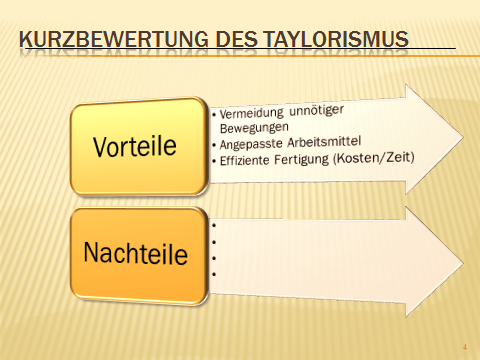 KURZBEWERTUNG DES TAYLORISMUS
Vorteile
• Vermeidung unnötiger
Bewegungen
• Angepasste Arbeitsmittel
• Effiziente Fertigung (Kosten/Zeit)
Nachteile
•
•
•
•
4